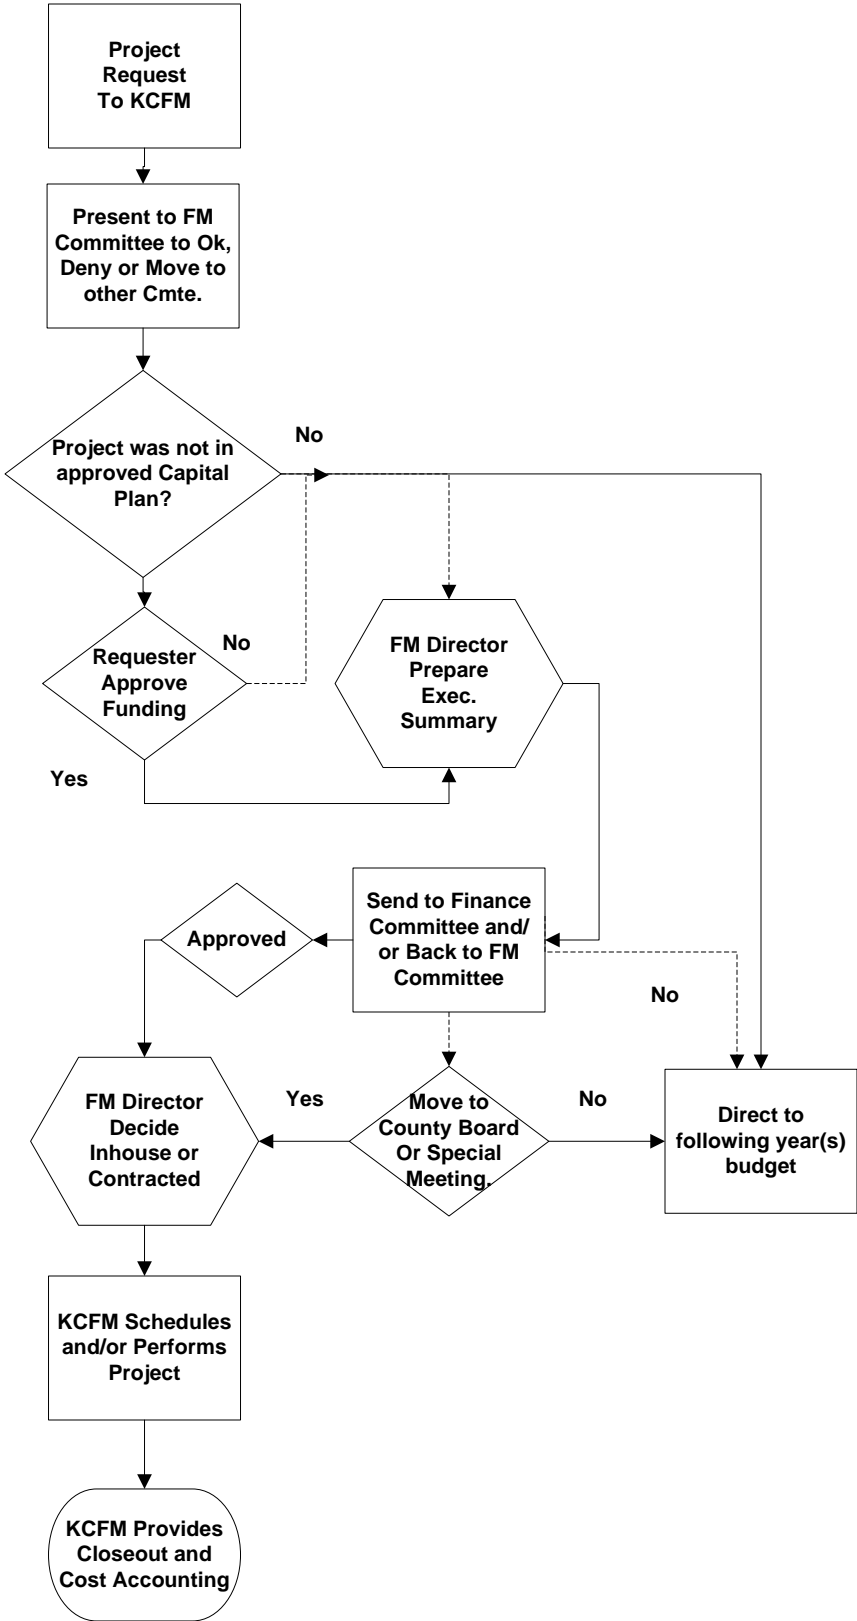 Project
Request
To KCFM
Present to FM
Committee to Ok,
Deny or Move to
other Cmte.
No
Project was not in
approved Capital
Plan?
No
Requester
Approve
Funding
FM Director
Prepare
Exec.
Summary
Yes
Approved
Send to Finance
Committee and/
or Back to FM
Committee
No
FM Director
Decide
Inhouse or
Contracted
Yes
Move to
County Board
Or Special
Meeting.
No
Direct to
following year(s)
budget
KCFM Schedules
and/or Performs
Project
KCFM Provides
Closeout and
Cost Accounting